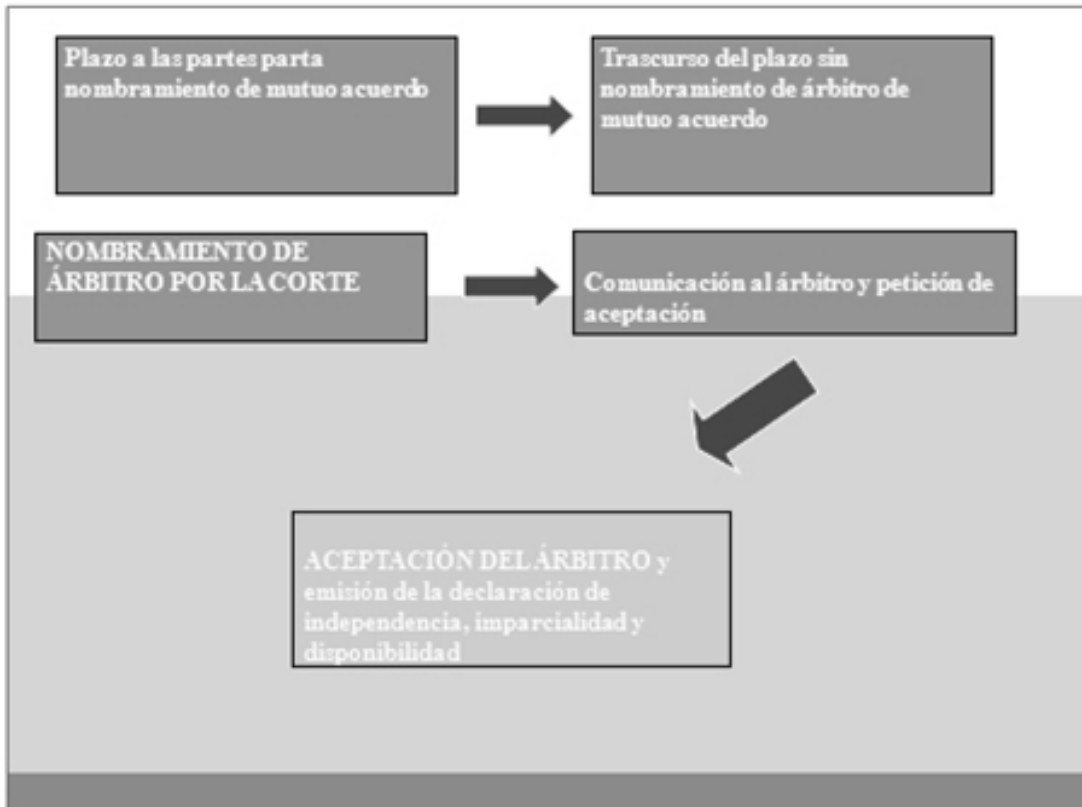 Plazo a las partes parta
nombramiento de mutuo acuerdo
Trascurso del plazo sin
nombramiento de árbitro de
mutuo acuerdo
NOMBRAMIENTO DE
ÁRBITRO POR LA CORTE
Comunicación al árbitro y petición de
aceptación
ACEPTACIÓN DEL ÁRBITRO y
emisión de la declaración de
independencia, imparcialidad y
disponibilidad